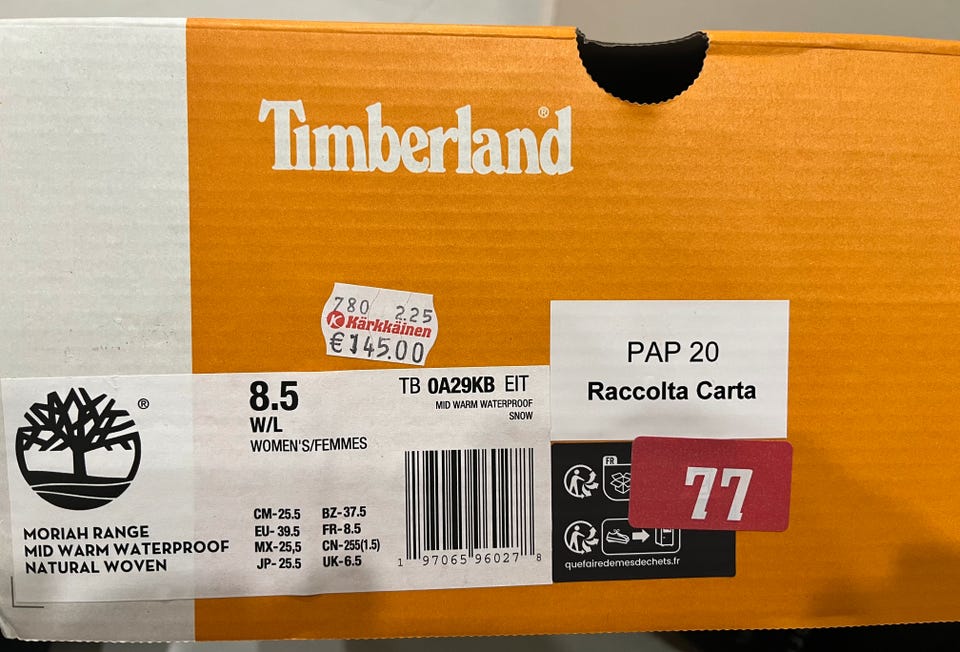 Timberland®
780 2.25
K Kärkkäinen
€145.00
PAP 20
Raccolta Carta
®
MORIAH RANGE
MID WARM WATERPROOF
NATURAL WOVEN
8.5
W/L
WOMEN'S/FEMMES
TB 0A29KB EIT
MID WARM WATERPROOF
SNOW
CM-25.5 BZ-37.5
EU- 39.5 FR-8.5
MX-25,5 CN-255(1.5)
JP-25.5 UK-6.5
1 97065 96027 8
FR
77
quefairedemesdechets.fr